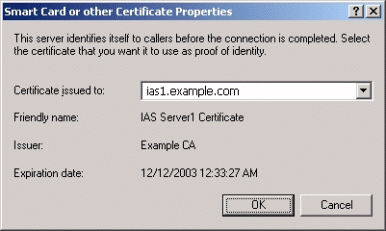 Smart Card or other Certificate Properties
This server identifies itself to callers before the connection is completed. Select
the certificate that you want it to use as proof of identity.
Certificate issued to: ias1.example.com
Friendly name: IAS Server1 Certificate
Issuer: Example CA
Expiration date: 12/12/2003 12:33:27 AM
OK Cancel